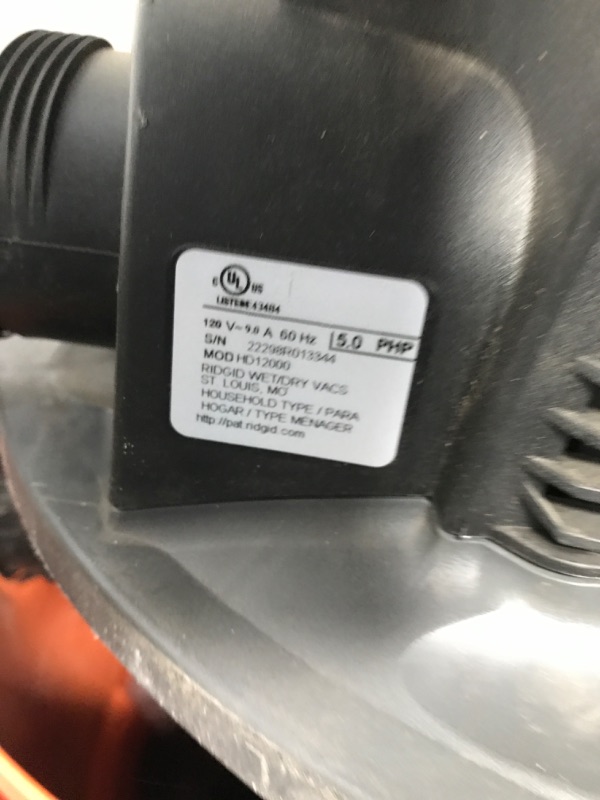 c UL US
LISTED 43484
120 V~ 9.0 A 60 Hz 5.0 PHP
S/N 22298R013344
MOD HD12000
RIDGID WET/DRY VACS
ST. LOUIS, MO
HOUSEHOLD TYPE / PARA
HOGAR / TYPE MENAGER
http://pat.ridgid.com